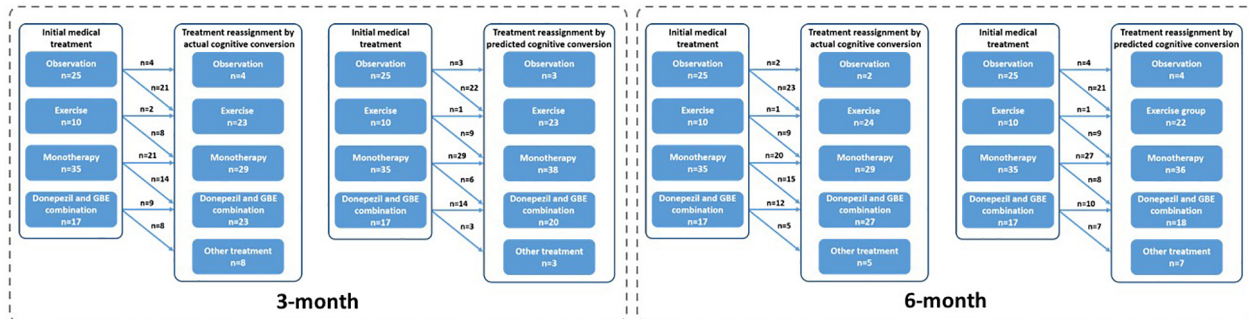 Initial medical
treatment
Observation
n=25
Exercise
n=10
Monotherapy
n=35
Donepezil and GBE
combination
n=17
n=4
n=21
n=2
n=8
n=21
n=14
n=9
n=8
Treatment reassignment by
actual cognitive conversion
Observation
n=4
Exercise
n=23
Monotherapy
n=29
Donepezil and GBE
combination
n=23
Other treatment
n=8
Initial medical
treatment
Observation
n=25
Exercise
n=10
Monotherapy
n=35
Donepezil and GBE
combination
n=17
n=3
n=22
n=1
n=9
n=29
n=6
n=14
n=3
Treatment reassignment by
predicted cognitive conversion
Observation
n=3
Exercise
n=23
Monotherapy
n=38
Donepezil and GBE
combination
n=20
Other treatment
n=3
3-month
Initial medical
treatment
Observation
n=25
Exercise
n=10
Monotherapy
n=35
Donepezil and GBE
combination
n=17
n=2
n=23
n=1
n=9
n=20
n=15
n=12
n=5
Treatment reassignment by
actual cognitive conversion
Observation
n=2
Exercise
n=24
Monotherapy
n=29
Donepezil and GBE
combination
n=27
Other treatment
n=5
Initial medical
treatment
Observation
n=25
Exercise
n=10
Monotherapy
n=35
Donepezil and GBE
combination
n=17
n=4
n=21
n=1
n=9
n=27
n=8
n=10
n=7
Treatment reassignment by
predicted cognitive conversion
Observation
n=4
Exercise group
n=22
Monotherapy
n=36
Donepezil and GBE
combination
n=18
Other treatment
n=7
6-month